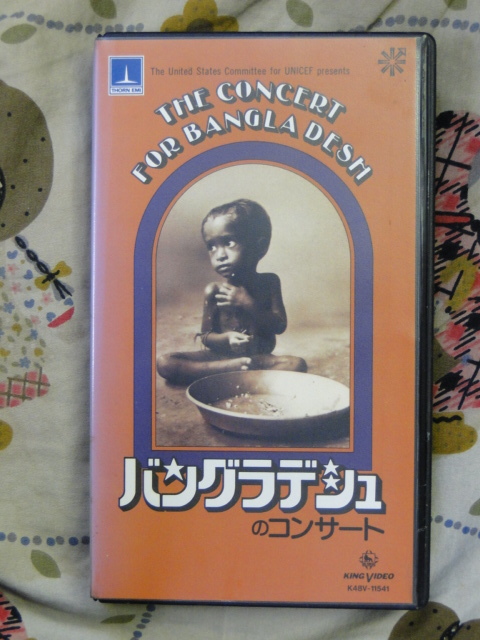 THORN EMI
The United States Committee for UNICEF presents
THE CONCERT
FOR BANGLA DESH
バングラデシュ
のコンサート
KING VIDEO
K48V-11541